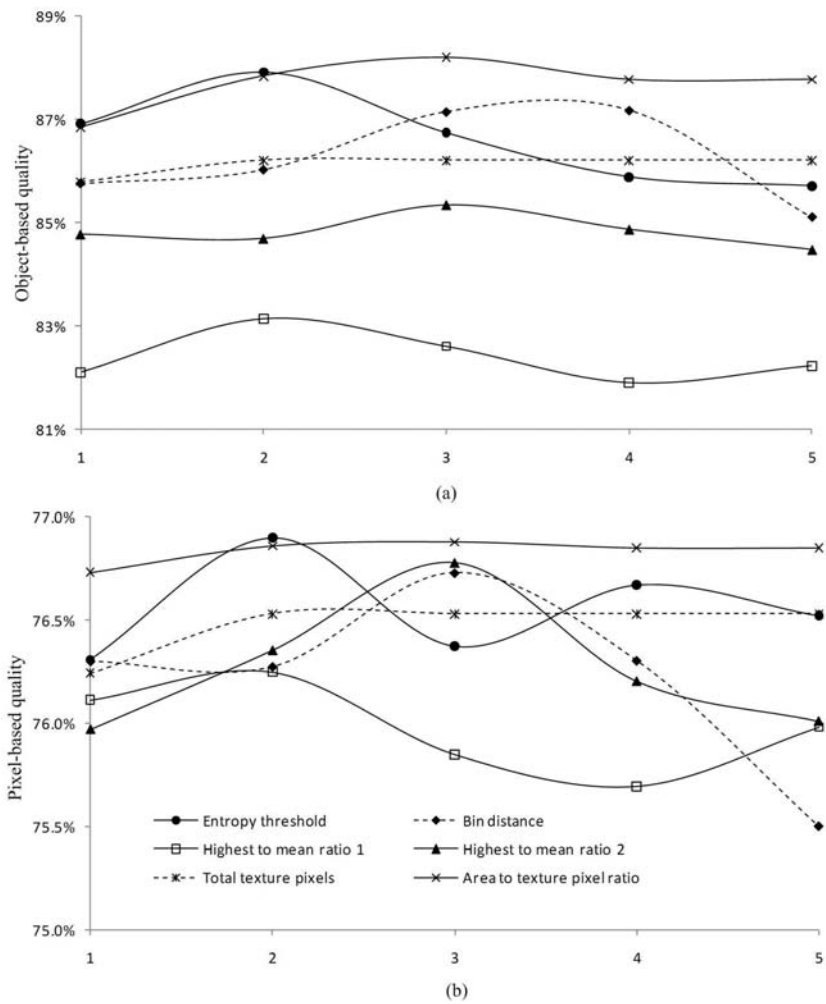 89%
87%
85%
83%
81%
Object-based quality
1 2 3 4 5
(a)
77.0%
76.5%
76.0%
75.5%
75.0%
Pixel-based quality
Entropy threshold
Bin distance
Highest to mean ratio 1
Highest to mean ratio 2
Total texture pixels
Area to texture pixel ratio
1 2 3 4 5
(b)